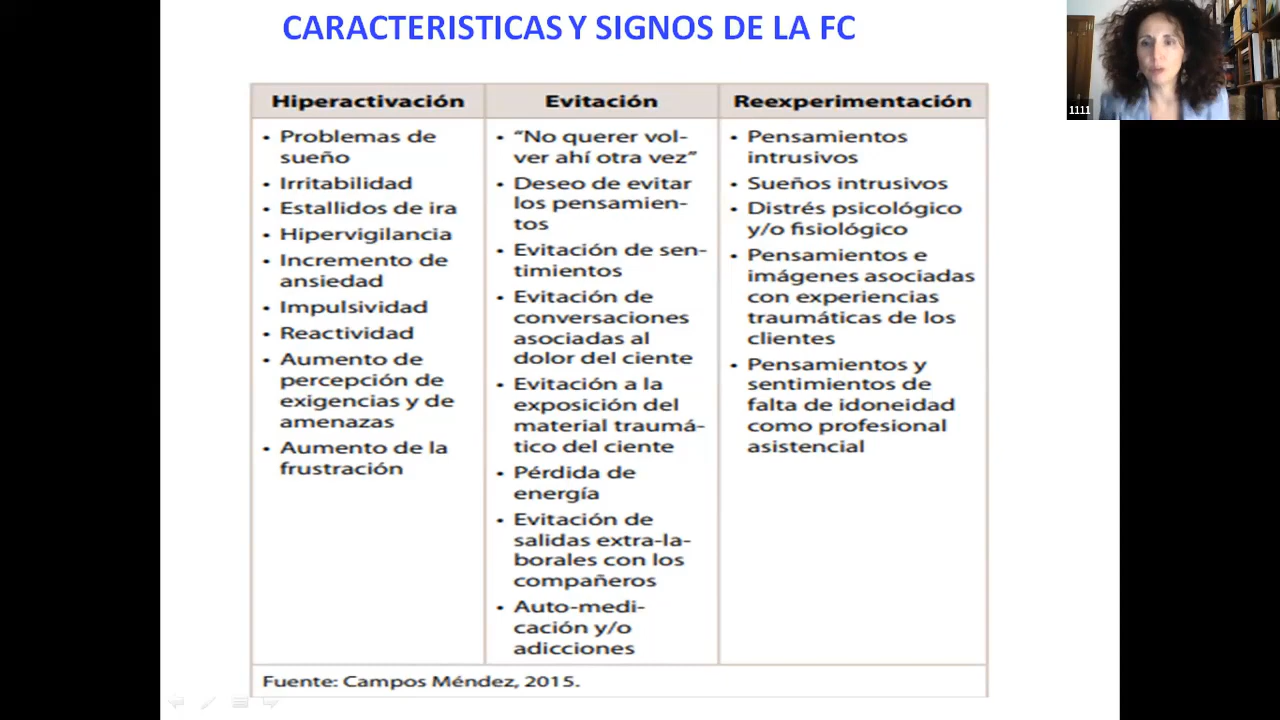 CARACTERISTICAS Y SIGNOS DE LA FC
1111
Hiperactivación
• Problemas de
sueño
• Irritabilidad
• Estallidos de ira
• Hipervigilancia
• Incremento de
ansiedad
• Impulsividad
• Reactividad
• Aumento de
percepción de
exigencias y de
amenazas
• Aumento de la
frustración
Evitación
• “No querer vol-
ver ahí otra vez”
• Deseo de evitar
los pensamien-
tos
• Evitación de sen-
timientos
• Evitación de
conversaciones
asociadas al
dolor del ciente
• Evitación a la
exposición del
material traumá-
tico del ciente
• Pérdida de
energía
• Evitación de
salidas extra-la-
borales con los
compañeros
• Auto-medi-
cación y/o
adicciones
Reexperimentación
• Pensamientos
intrusivos
• Sueños intrusivos
• Distrés psicológico
y/o fisiológico
• Pensamientos e
imágenes asociadas
con experiencias
traumáticas de los
clientes
• Pensamientos y
sentimientos de
falta de idoneidad
como profesional
asistencial
Fuente: Campos Méndez, 2015.